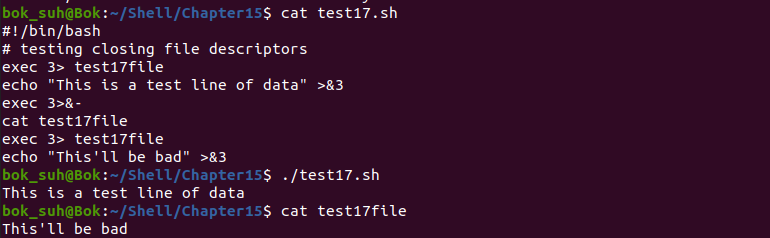 bok_suh@Bok:~/Shell/Chapter15$ cat test17.sh
#!/bin/bash
# testing closing file descriptors
exec 3> test17file
echo "This is a test line of data" >&3
exec 3>&-
cat test17file
exec 3> test17file
echo "This'll be bad" >&3
bok_suh@Bok:~/Shell/Chapter15$ ./test17.sh
This is a test line of data
bok_suh@Bok:~/Shell/Chapter15$ cat test17file
This'll be bad